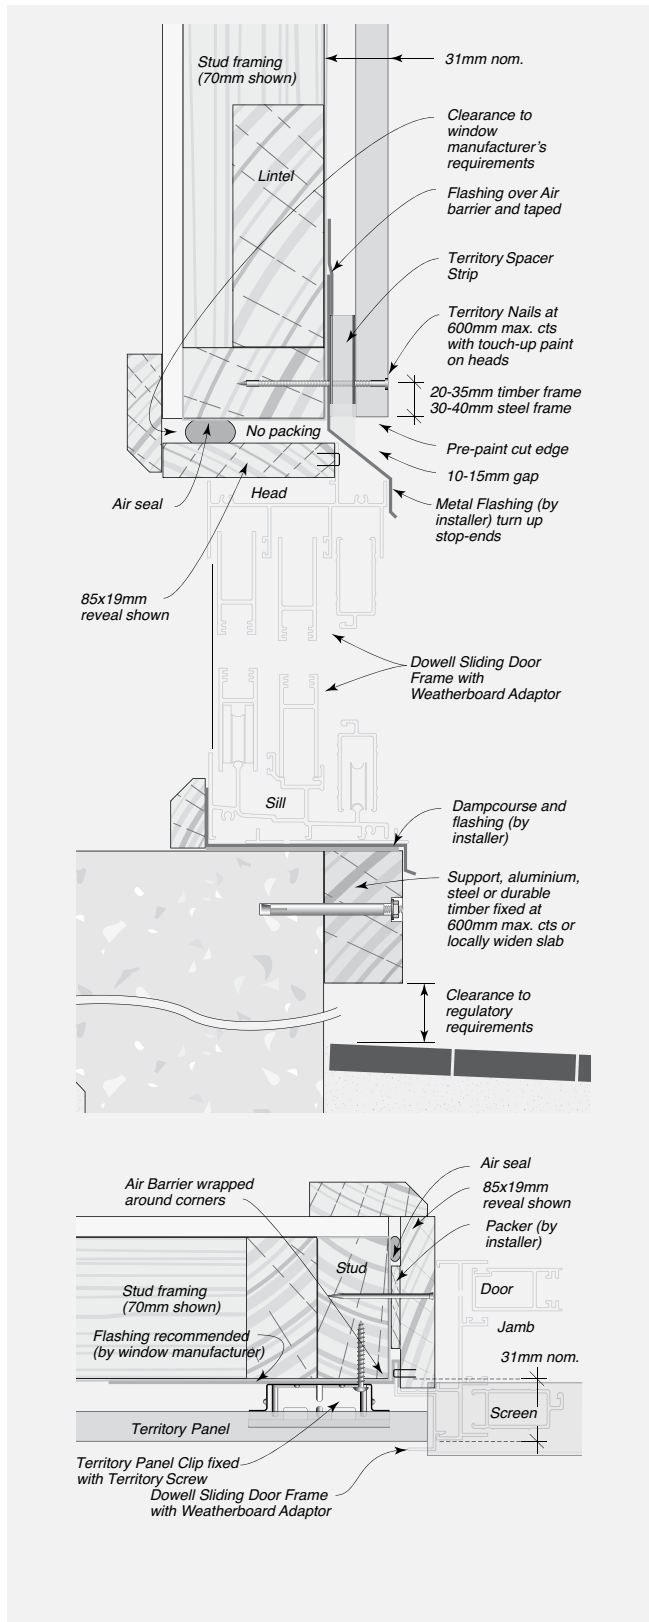 Stud framing
(70mm shown)
31mm nom.
Clearance to
window
manufacturer's
requirements
Lintel
Flashing over Air
barrier and taped
Territory Spacer
Strip
Territory Nails at
600mm max. cts
with touch-up paint
on heads
20-35mm timber frame
30-40mm steel frame
No packing
Pre-paint cut edge
10-15mm gap
Air seal
Head
Metal Flashing (by
installer) turn up
stop-ends
85x19mm
reveal shown
Dowell Sliding Door
Frame with
Weatherboard Adaptor
Sill
Dampcourse and
flashing (by
installer)
Support, aluminium,
steel or durable
timber fixed at
600mm max. cts or
locally widen slab
Clearance to
regulatory
requirements
Air seal
Air Barrier wrapped
around corners
85x19mm
reveal shown
Packer (by
installer)
Stud
Stud framing
(70mm shown)
Door
Jamb
Flashing recommended
(by window manufacturer)
31mm nom.
Screen
Territory Panel
Territory Panel Clip fixed
with Territory Screw
Dowell Sliding Door Frame
with Weatherboard Adaptor